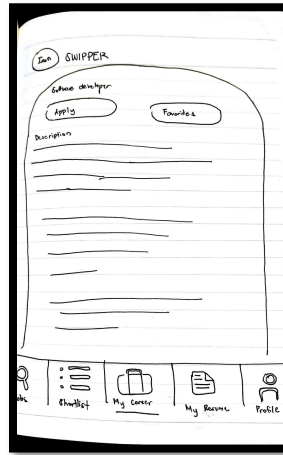 Icon SWIPPER
Software developer
Apply Favorites
Description
Jobs Shortlist My Career My Resume Profile